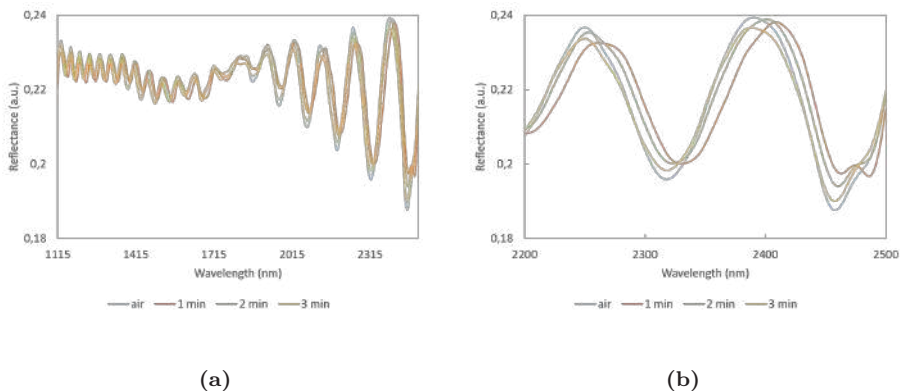 0,24
0,22
0,2
0,18
Reflectance (a.u.)
1115 1415 1715 2015 2315
Wavelength (nm)
air 1 min 2 min 3 min
(a)
0,24
0,22
0,2
0,18
Reflectance (a.u.)
2200 2300 2400 2500
Wavelength (nm)
air 1 min 2 min 3 min
(b)